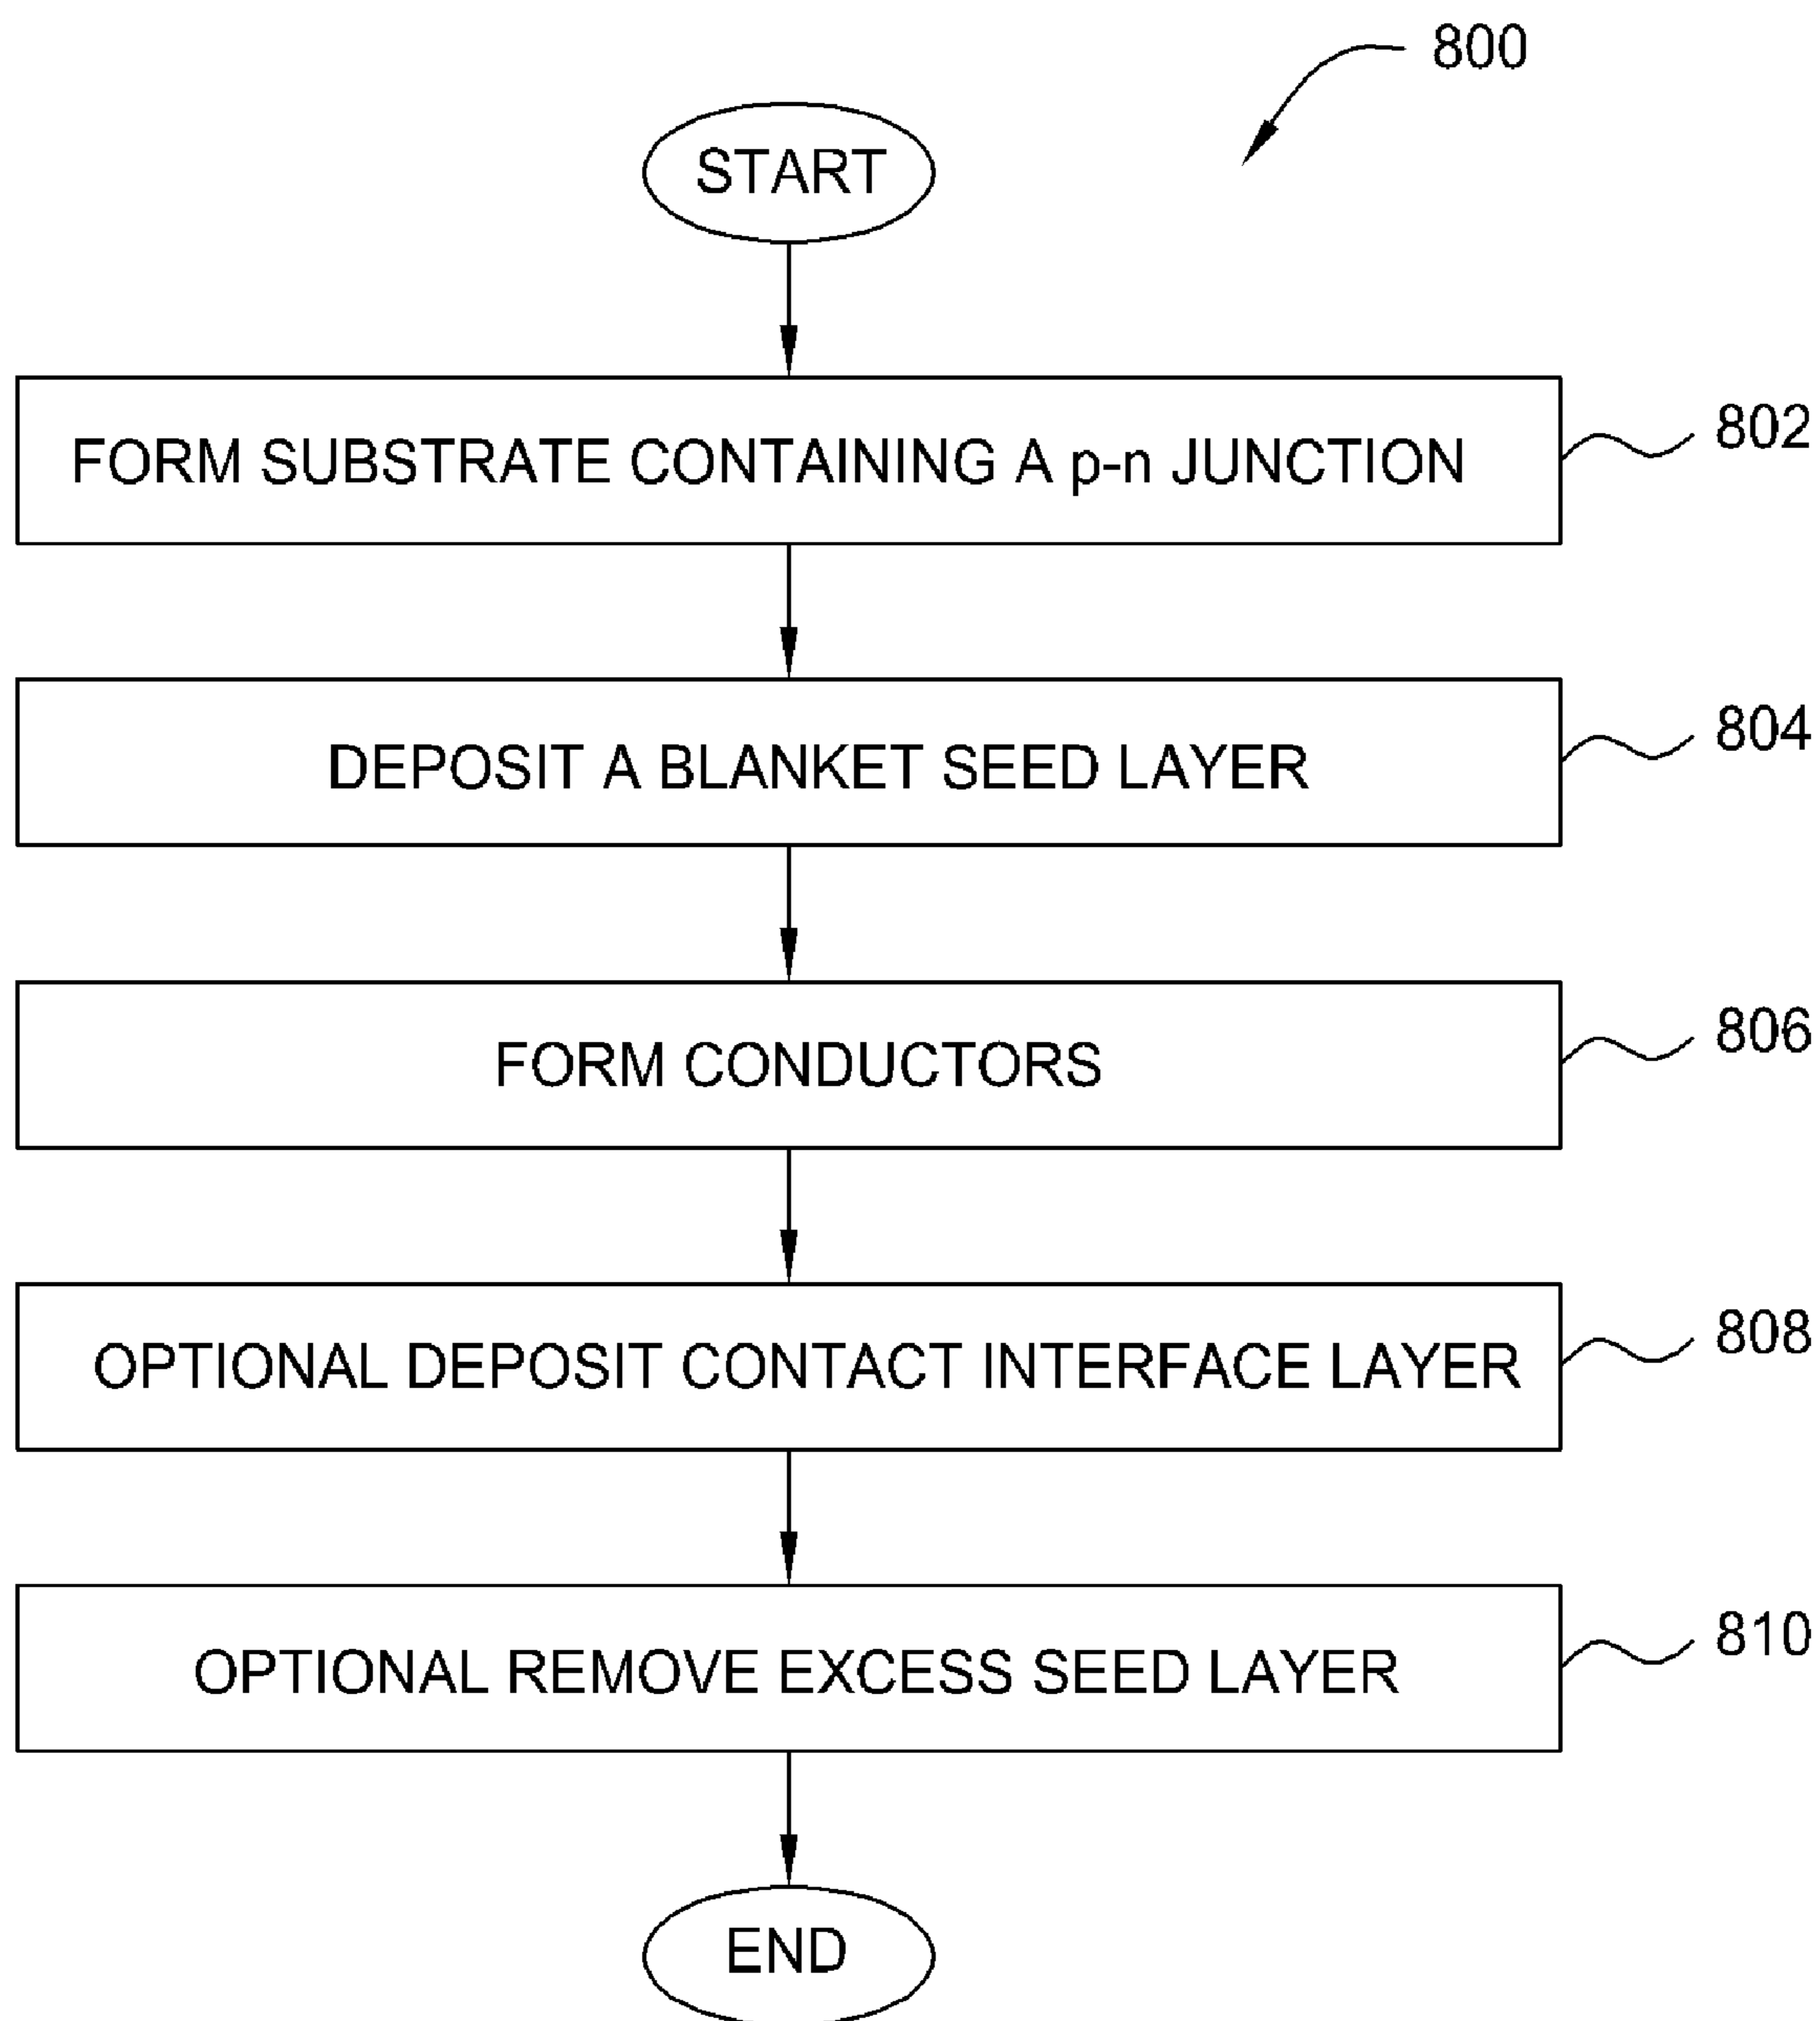 800
START
FORM SUBSTRATE CONTAINING A p-n JUNCTION
802
DEPOSIT A BLANKET SEED LAYER
804
FORM CONDUCTORS
806
OPTIONAL DEPOSIT CONTACT INTERFACE LAYER
808
OPTIONAL REMOVE EXCESS SEED LAYER
810
END